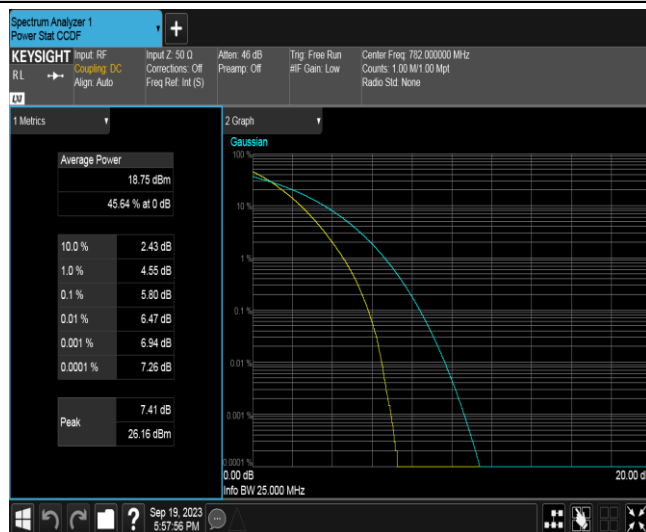 Spectrum Analyzer 1
Power Stat CCDF
+
KEYSIGHT
RL
Input: RF
Coupling: DC
Align: Auto
Input Z: 50 Ω
Corrections: Off
Freq Ref: Int (S)
Atten: 46 dB
Preamp: Off
Trig: Free Run
#IF Gain: Low
Center Freq: 782.000000 MHz
Counts: 1.00 M/1.00 Mpt
Radio Std: None
LXI
1 Metrics
Average Power
18.75 dBm
45.64 % at 0 dB
10.0 % 2.43 dB
1.0 % 4.55 dB
0.1 % 5.80 dB
0.01 % 6.47 dB
0.001 % 6.94 dB
0.0001 % 7.26 dB
Peak
7.41 dB
26.16 dBm
2 Graph
Gaussian
100 %
10 %
1 %
0.1 %
0.01 %
0.001 %
0.0001 %
0.00 dB
20.00 d
Info BW 25.000 MHz
?
Sep 19, 2023
5:57:56 PM